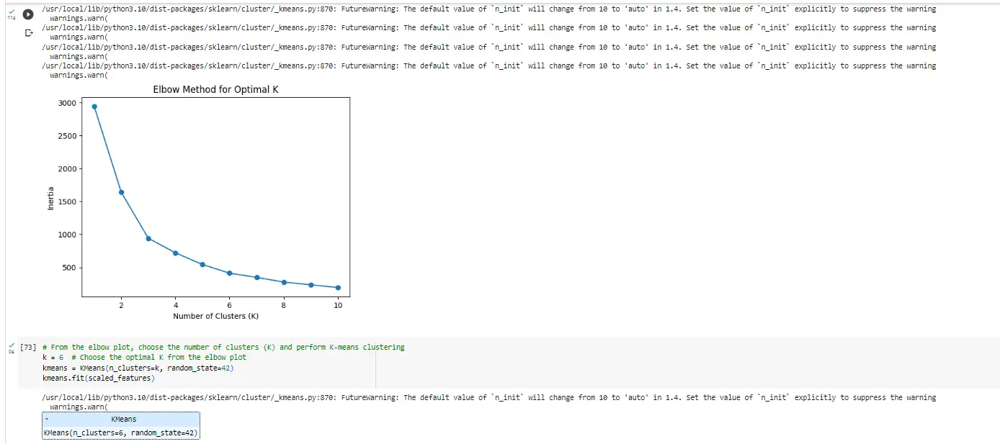 /usr/local/lib/python3.10/dist-packages/sklearn/cluster/_kmeans.py:870: FutureWarning: The default value of `n_init` will change from 10 to 'auto' in 1.4. Set the value of `n_init` explicitly to suppress the warning
warnings.warn(
/usr/local/lib/python3.10/dist-packages/sklearn/cluster/_kmeans.py:870: FutureWarning: The default value of `n_init` will change from 10 to 'auto' in 1.4. Set the value of `n_init` explicitly to suppress the warning
warnings.warn(
/usr/local/lib/python3.10/dist-packages/sklearn/cluster/_kmeans.py:870: FutureWarning: The default value of `n_init` will change from 10 to 'auto' in 1.4. Set the value of `n_init` explicitly to suppress the warning
warnings.warn(
/usr/local/lib/python3.10/dist-packages/sklearn/cluster/_kmeans.py:870: FutureWarning: The default value of `n_init` will change from 10 to 'auto' in 1.4. Set the value of `n_init` explicitly to suppress the warning
warnings.warn(
11s
Elbow Method for Optimal K
3000
2500
2000
1500
1000
500
Inertia
2 4 6 8 10
Number of Clusters (K)
0s
[73] # From the elbow plot, choose the number of clusters (K) and perform K-means clustering
k = 6 # Choose the optimal K from the elbow plot
kmeans = KMeans(n_clusters=k, random_state=42)
kmeans.fit(scaled_features)
/usr/local/lib/python3.10/dist-packages/sklearn/cluster/_kmeans.py:870: FutureWarning: The default value of `n_init` will change from 10 to 'auto' in 1.4. Set the value of `n_init` explicitly to suppress the warning
warnings.warn(
KMeans
KMeans(n_clusters=6, random_state=42)